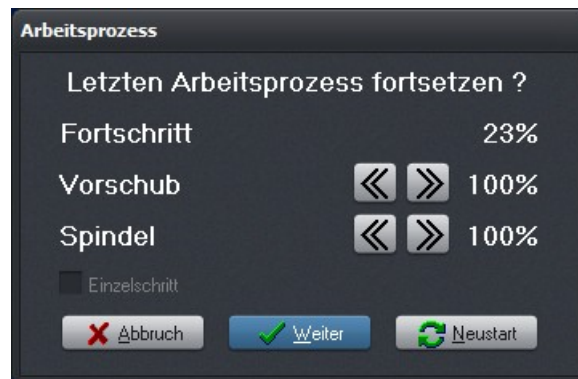 Arbeitsprozess
Letzten Arbeitsprozess fortsetzen ?
Fortschritt 23%
Vorschub 100%
Spindel 100%
Einzelschritt
Abbruch Weiter Neustart